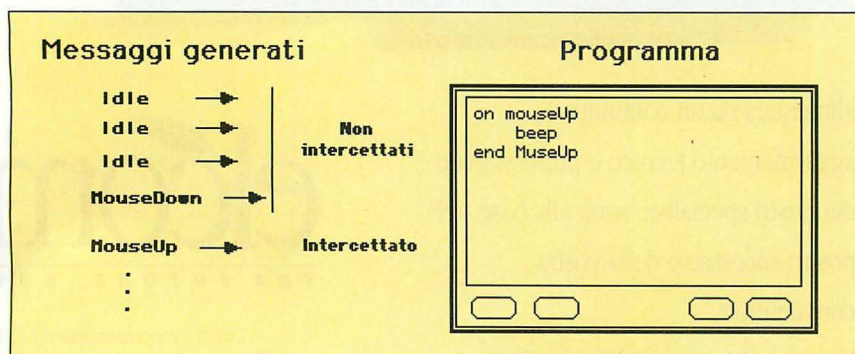 Messaggi generati
Idle
Idle
Idle
MouseDown
MouseUp
Non
intercettati
Intercettato
Programma
on mouseUp
beep
end MuseUp